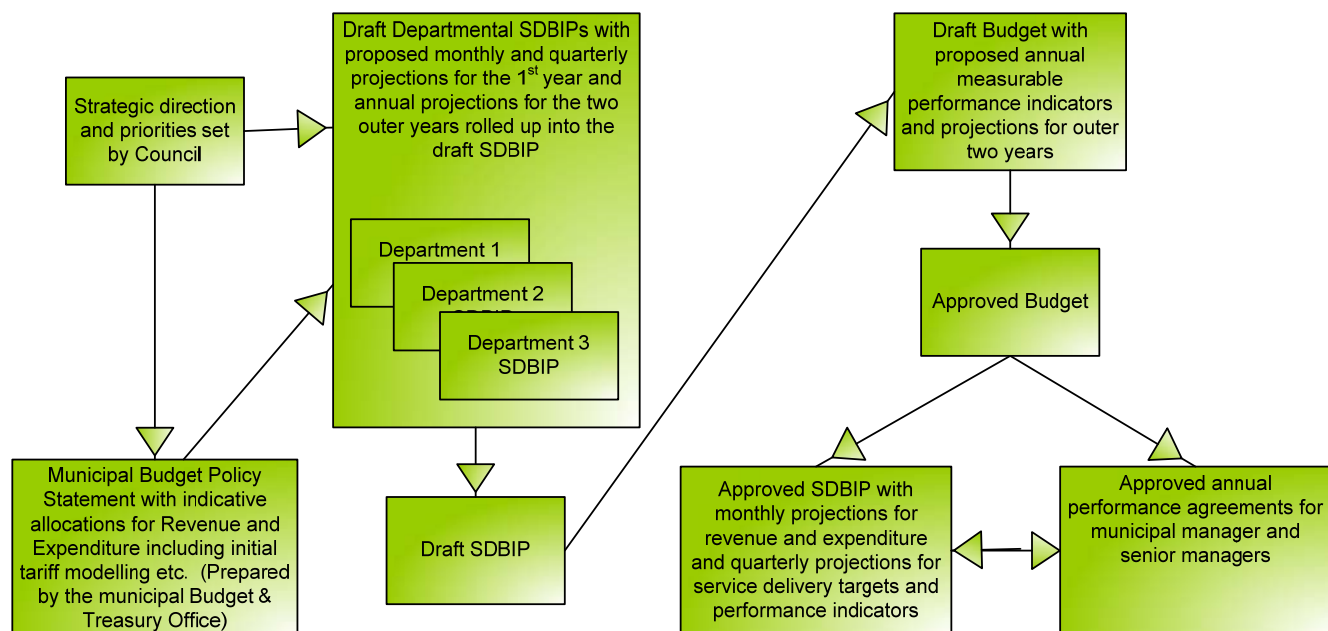 Strategic direction
and priorities set
by Council
Municipal Budget Policy
Statement with indicative
allocations for Revenue and
Expenditure including initial
tariff modelling etc.  (Prepared
by the municipal Budget &
Treasury Office)
Draft Departmental SDBIPs with
proposed monthly and quarterly
projections for the 1st year and
annual projections for the two
outer years rolled up into the
draft SDBIP
Department 1
Department 2
SDBIP
Department 3
SDBIP
Draft SDBIP
Draft Budget with
proposed annual
measurable
performance indicators
and projections for outer
two years
Approved Budget
Approved SDBIP with
monthly projections for
revenue and expenditure
and quarterly projections for
service delivery targets and
performance indicators
Approved annual
performance agreements for
municipal manager and
senior managers